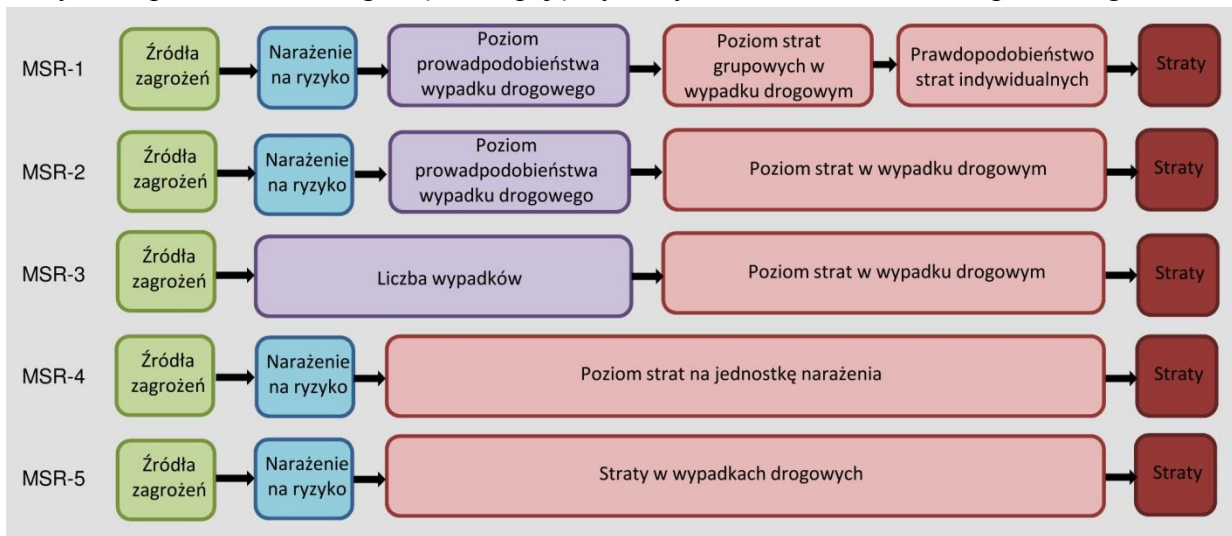 MSR-1
Źródła
zagrożeń
Narażenie
na ryzyko
Poziom
prowadpodobieństwa
wypadku drogowego
Poziom strat
grupowych w
wypadku drogowym
Prawdopodobieństwo
strat indywidualnych
Straty
MSR-2
Źródła
zagrożeń
Narażenie
na ryzyko
Poziom
prowadpodobieństwa
wypadku drogowego
Poziom strat w wypadku drogowym
Straty
MSR-3
Źródła
zagrożeń
Liczba wypadków
Poziom strat w wypadku drogowym
Straty
MSR-4
Źródła
zagrożeń
Narażenie
na ryzyko
Poziom strat na jednostkę narażenia
Straty
MSR-5
Źródła
zagrożeń
Narażenie
na ryzyko
Straty w wypadkach drogowych
Straty